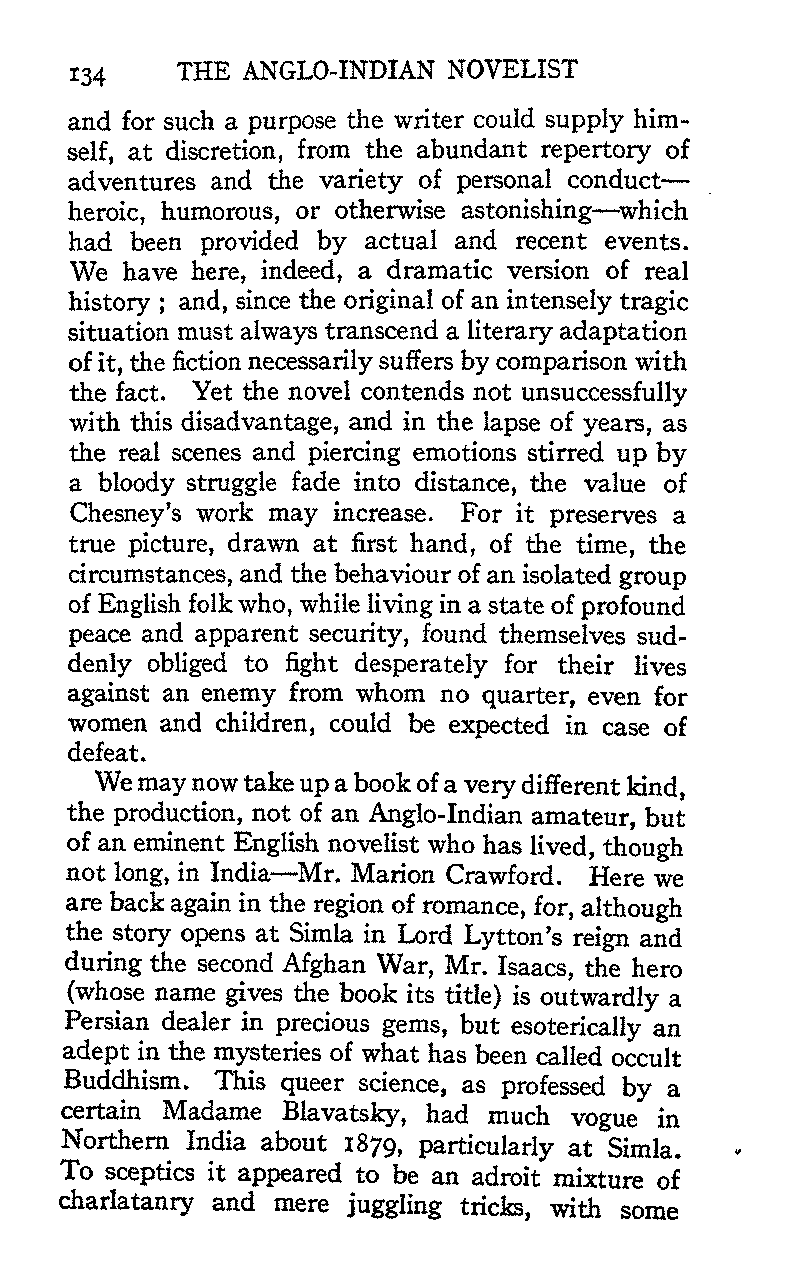 134 THE ANGLO-INDIAN NOVELIST
and for such a purpose the writer could supply him-
self, at discretion, from the abundant repertory of
adventures and the variety of personal conduct—
heroic, humorous, or otherwise astonishing—which
had been provided by actual and recent events.
We have here, indeed, a dramatic version of real
history ; and, since the original of an intensely tragic
situation must always transcend a literary adaptation
of it, the fiction necessarily suffers by comparison with
the fact. Yet the novel contends not unsuccessfully
with this disadvantage, and in the lapse of years, as
the real scenes and piercing emotions stirred up by
a bloody struggle fade into distance, the value of
Chesney's work may increase. For it preserves a
true picture, drawn at first hand, of the time, the
circumstances, and the behaviour of an isolated group
of English folk who, while living in a state of profound
peace and apparent security, found themselves sud-
denly obliged to fight desperately for their lives
against an enemy from whom no quarter, even for
women and children, could be expected in case of
defeat.
We may now take up a book of a very different kind,
the production, not of an Anglo-Indian amateur, but
of an eminent English novelist who has lived, though
not long, in India—Mr. Marion Crawford. Here we
are back again in the region of romance, for, although
the story opens at Simla in Lord Lytton's reign and
during the second Afghan War, Mr. Isaacs, the hero
(whose name gives the book its title) is outwardly a
Persian dealer in precious gems, but esoterically an
adept in the mysteries of what has been called occult
Buddhism. This queer science, as professed by a
certain Madame Blavatsky, had much vogue in
Northern India about 1879, particularly at Simla.
To sceptics it appeared to be an adroit mixture of
charlatanry and mere juggling tricks, with some